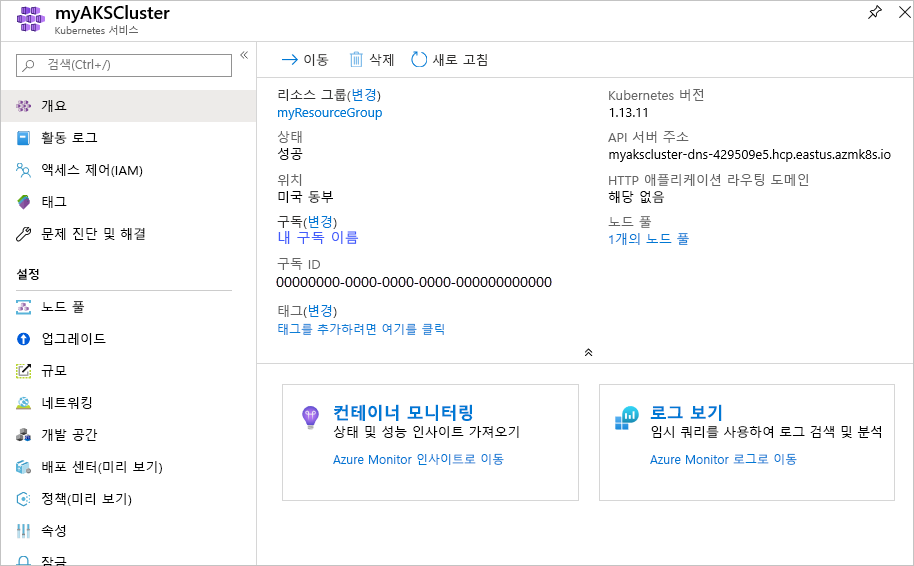 myAKSCluster
Kubernetes 서비스
검색(Ctrl+/)
개요
활동 로그
액세스 제어(IAM)
태그
문제 진단 및 해결
설정
노드 풀
업그레이드
규모
네트워킹
개발 공간
배포 센터(미리 보기)
정책(미리 보기)
속성
잠금
이동 삭제 새로 고침
리소스 그룹(변경)
myResourceGroup
상태
성공
위치
미국 동부
구독(변경)
내 구독 이름
구독 ID
00000000-0000-0000-0000-000000000000
태그(변경)
태그를 추가하려면 여기를 클릭
Kubernetes 버전
1.13.11
API 서버 주소
myakscluster-dns-429509e5.hcp.eastus.azmk8s.io
HTTP 애플리케이션 라우팅 도메인
해당 없음
노드 풀
1개의 노드 풀
컨테이너 모니터링
상태 및 성능 인사이트 가져오기
Azure Monitor 인사이트로 이동
로그 보기
임시 쿼리를 사용하여 로그 검색 및 분석
Azure Monitor 로그로 이동